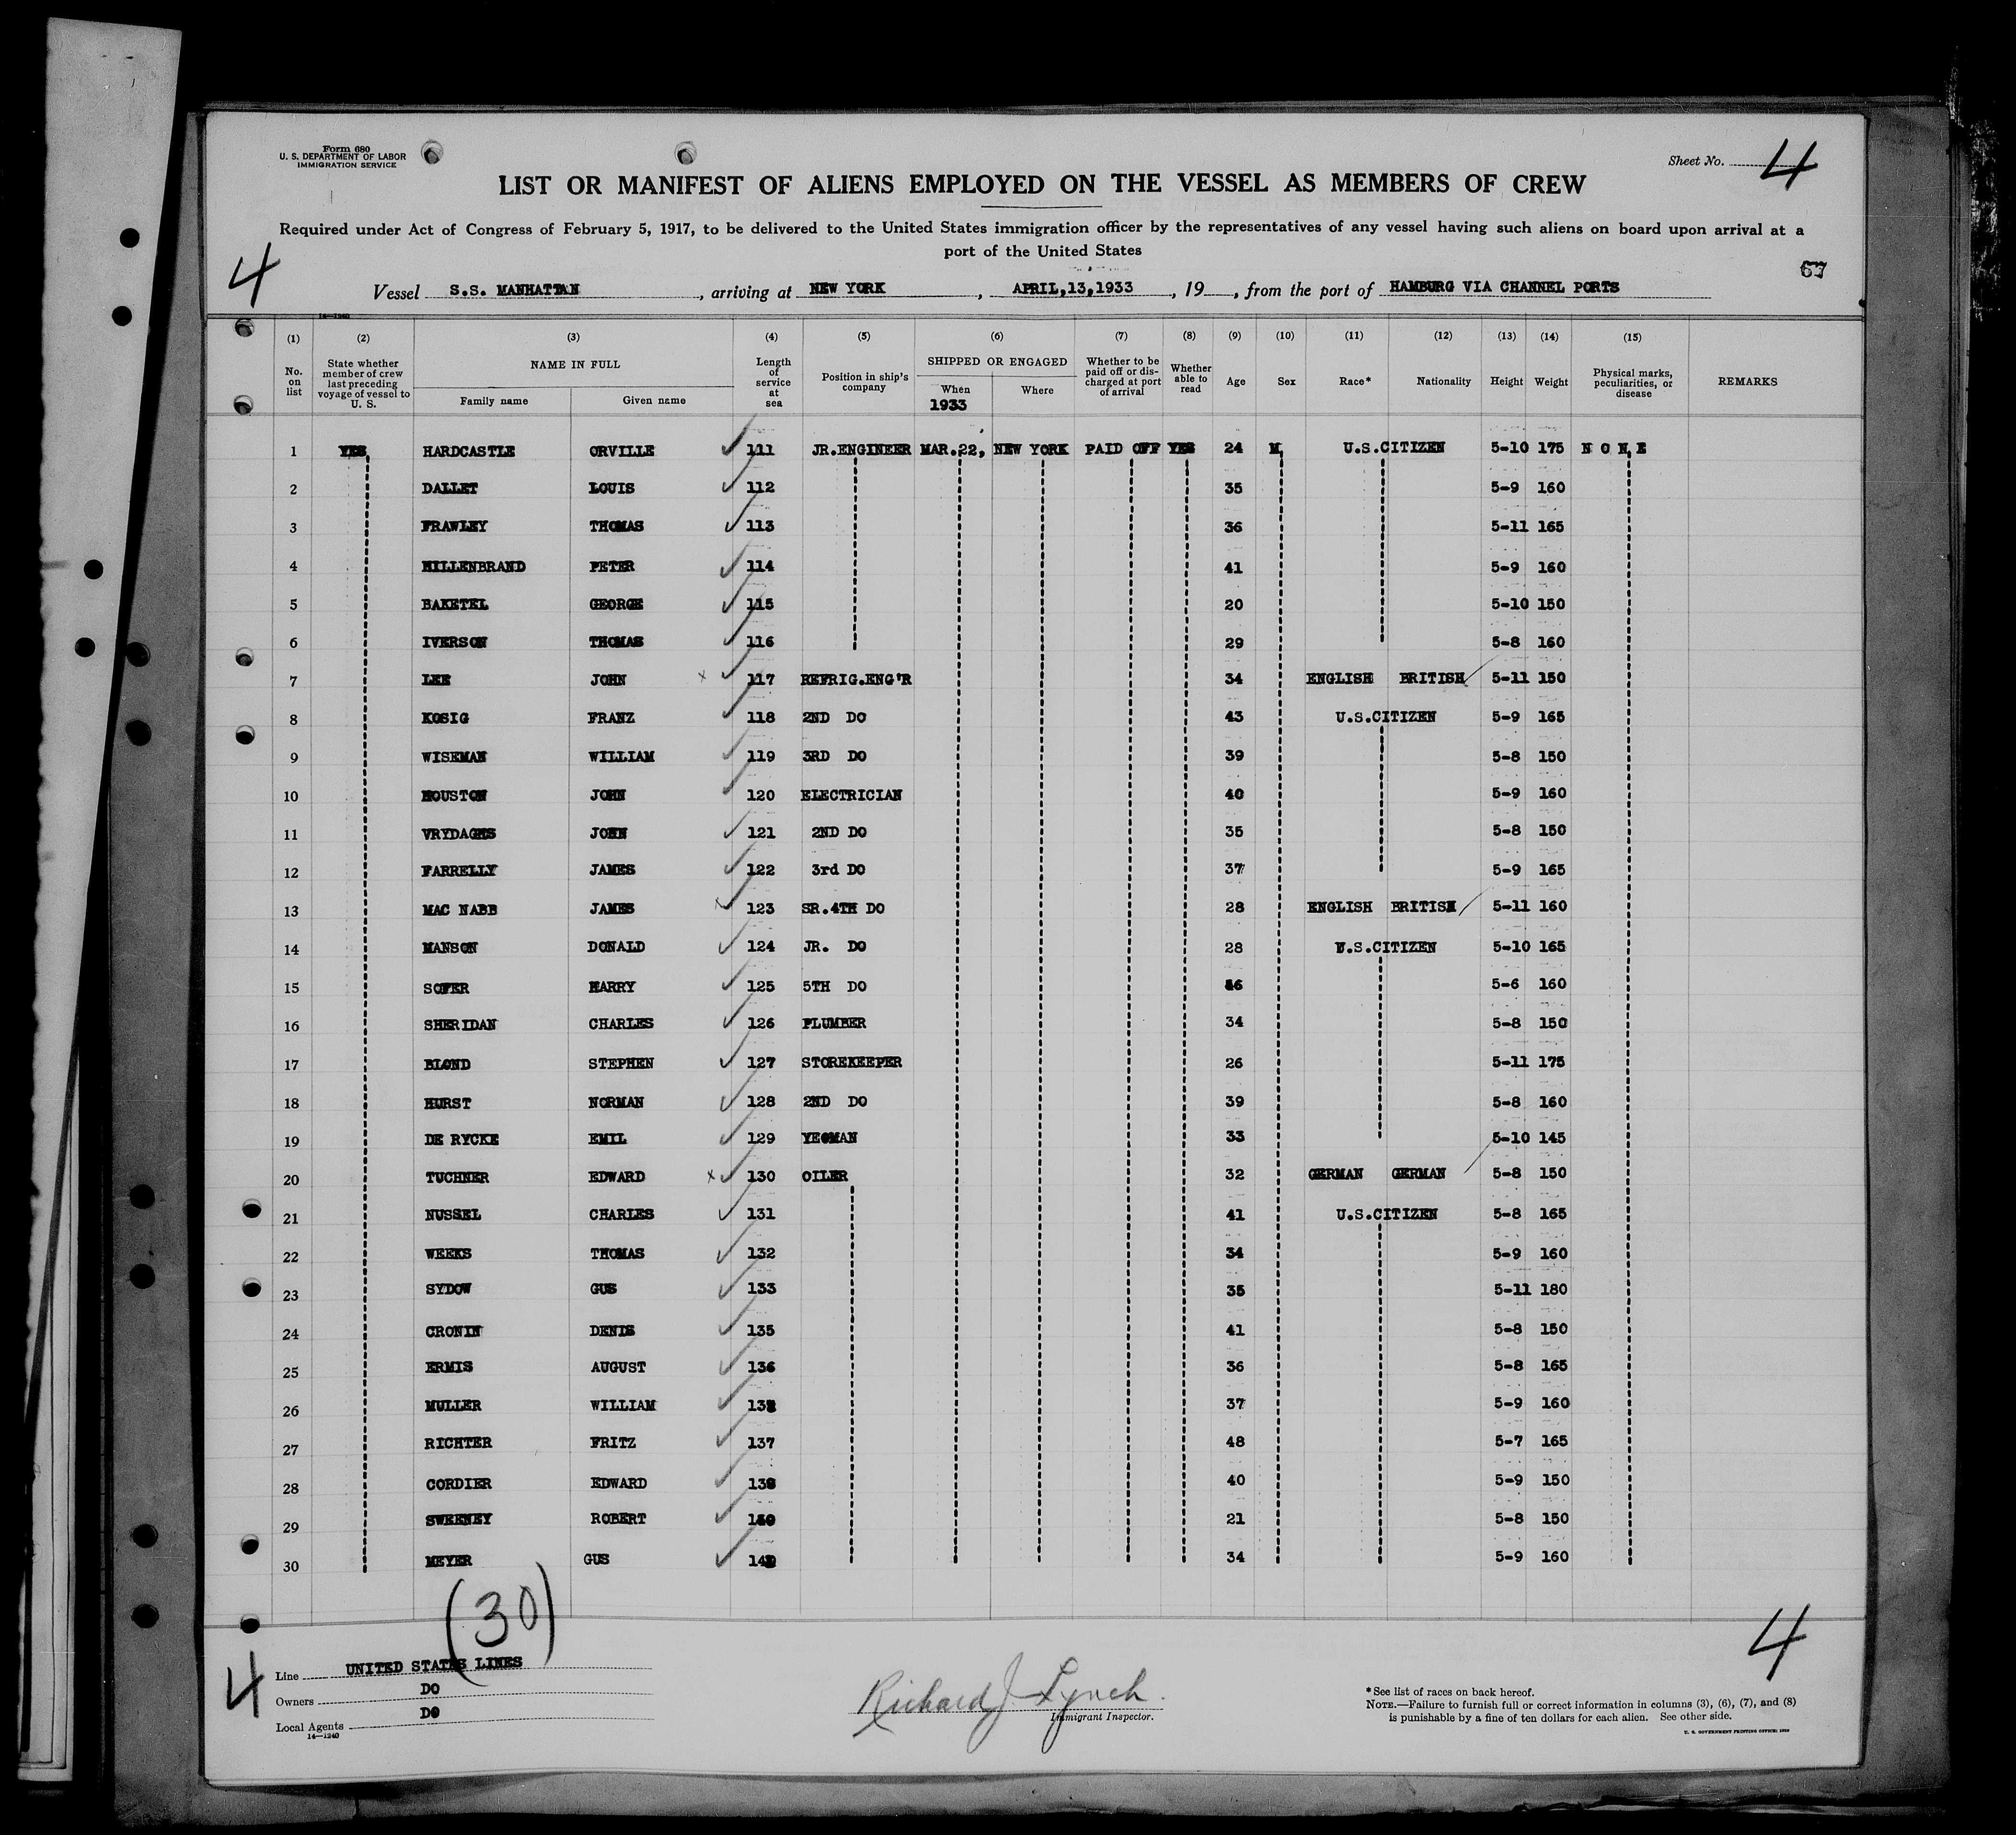 Form 680
U. S. DEPARTMENT OF LABOR
IMMIGRATION SERVICE
Sheet No. 4
LIST OR MANIFEST OF ALIENS EMPLOYED ON THE VESSEL AS MEMBERS OF CREW
Required under Act of Congress of February 5, 1917, to be delivered to the United States immigration officer by the representatives of any vessel having such aliens on board upon arrival at a
port of the United States
4
67
Vessel S.S. MANHATTAN, arriving at NEW YORK, APRIL,13,1933, 19, from the port of HAMBURG VIA CHANNEL PORTS
14—1240
(1) (2) (3) (4) (5) (6) (7) (8) (9) (10) (11) (12) (13) (14) (15)
No. on list State whether member of crew last preceding voyage of vessel to U. S. NAME IN FULL Family name Given name Length of service at sea Position in ship's company SHIPPED OR ENGAGED When 1933 Where Whether to be paid off or discharged at port of arrival Whether able to read Age Sex Race* Nationality Height Weight Physical marks, peculiarities, or disease REMARKS
1 YES HARDCASTLE ORVILLE 111 JR.ENGINEER MAR.22, NEW YORK PAID OFF YES 24 M U.S.CITIZEN 5-10 175 N O N E
2 DALLET LOUIS 112 35 5-9 160
3 FRAWLEY THOMAS 113 36 5-11 165
4 HILLENBRAND PETER 114 41 5-9 160
5 BAKETEL GEORGE 115 20 5-10 150
6 IVERSON THOMAS 116 29 5-8 160
7 LEE JOHN x 117 REFRIG.ENG'R 34 ENGLISH BRITISH 5-11 150
8 KOSIG FRANZ 118 2ND DO 43 U.S.CITIZEN 5-9 165
9 WISEMAN WILLIAM 119 3RD DO 39 5-8 150
10 HOUSTON JOHN 120 ELECTRICIAN 40 5-9 160
11 VRYDAGHS JOHN 121 2ND DO 35 5-8 150
12 FARRELLY JAMES 122 3rd DO 37 5-9 165
13 MAC NABB JAMES x 123 SR.4TH DO 28 ENGLISH BRITISH 5-11 160
14 MANSON DONALD 124 JR. DO 28 U.S.CITIZEN 5-10 165
15 SOFER HARRY 125 5TH DO 5-6 160
16 SHERIDAN CHARLES 126 PLUMBER 34 5-8 150
17 BLOND STEPHEN 127 STOREKEEPER 26 5-11 175
18 HURST NORMAN 128 2ND DO 39 5-8 160
19 DE RYCKE EMIL 129 YEOMAN 33 5-10 145
20 TUCHNER EDWARD x 130 OILER 32 GERMAN GERMAN 5-8 150
21 NUSSEL CHARLES 131 41 U.S.CITIZEN 5-8 165
22 WEEKS THOMAS 132 34 5-9 160
23 SYDOW GUS 133 35 5-11 180
24 CRONIN DENIS 135 41 5-8 150
25 ERMIS AUGUST 136 36 5-8 165
26 MULLER WILLIAM 37 5-9 160
27 RICHTER FRITZ 137 48 5-7 165
28 CORDIER EDWARD 40 5-9 150
29 SWEENEY ROBERT 21 5-8 150
30 MEYER GUS 34 5-9 160
(30)
4
4
Line UNITED STATES LINES
Owners DO
Local Agents DO
14—1240
Richard J. Lynch.
Immigrant Inspector.
*See list of races on back hereof.
NOTE.—Failure to furnish full or correct information in columns (3), (6), (7), and (8)
is punishable by a fine of ten dollars for each alien. See other side.